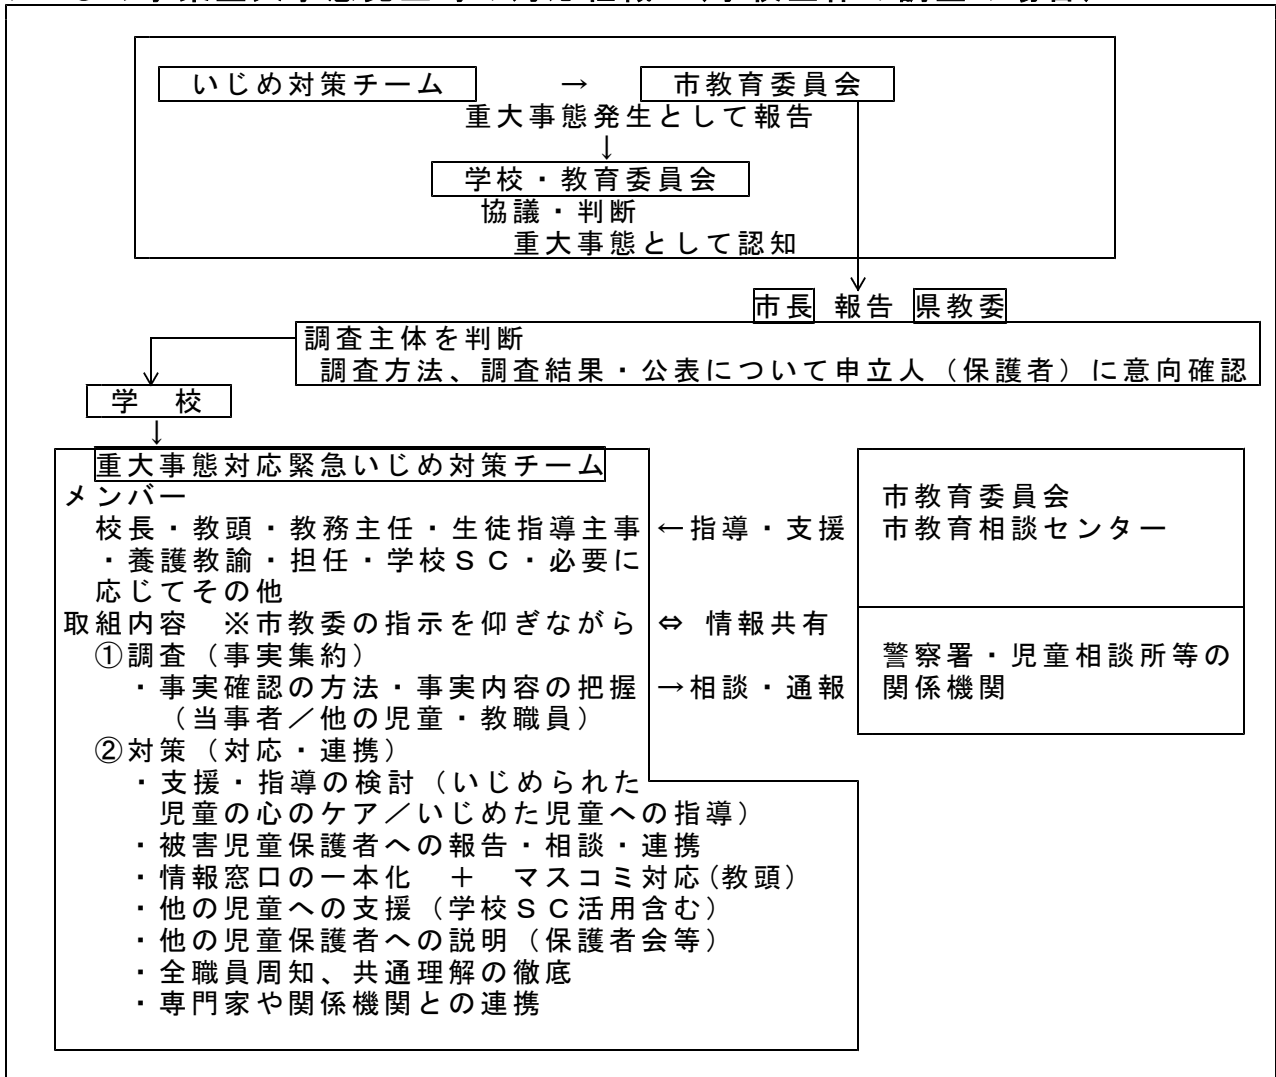 いじめ対策チーム → 市教育委員会
重大事態発生として報告
↓
学校・教育委員会
協議・判断
重大事態として認知
市長 報告 県教委
調査主体を判断
調査方法、調査結果・公表について申立人（保護者）に意向確認
学 校
↓
重大事態対応緊急いじめ対策チーム
メンバー
校長・教頭・教務主任・生徒指導主事
・養護教諭・担任・学校ＳＣ・必要に
応じてその他
取組内容 ※市教委の指示を仰ぎながら
①調査（事実集約）
・事実確認の方法・事実内容の把握
（当事者／他の児童・教職員）
②対策（対応・連携）
・支援・指導の検討（いじめられた
児童の心のケア／いじめた児童への指導）
・被害児童保護者への報告・相談・連携
・情報窓口の一本化 ＋ マスコミ対応(教頭)
・他の児童への支援（学校ＳＣ活用含む）
・他の児童保護者への説明（保護者会等）
・全職員周知、共通理解の徹底
・専門家や関係機関との連携
←指導・支援
⇔ 情報共有
→相談・通報
市教育委員会
市教育相談センター
警察署・児童相談所等の
関係機関